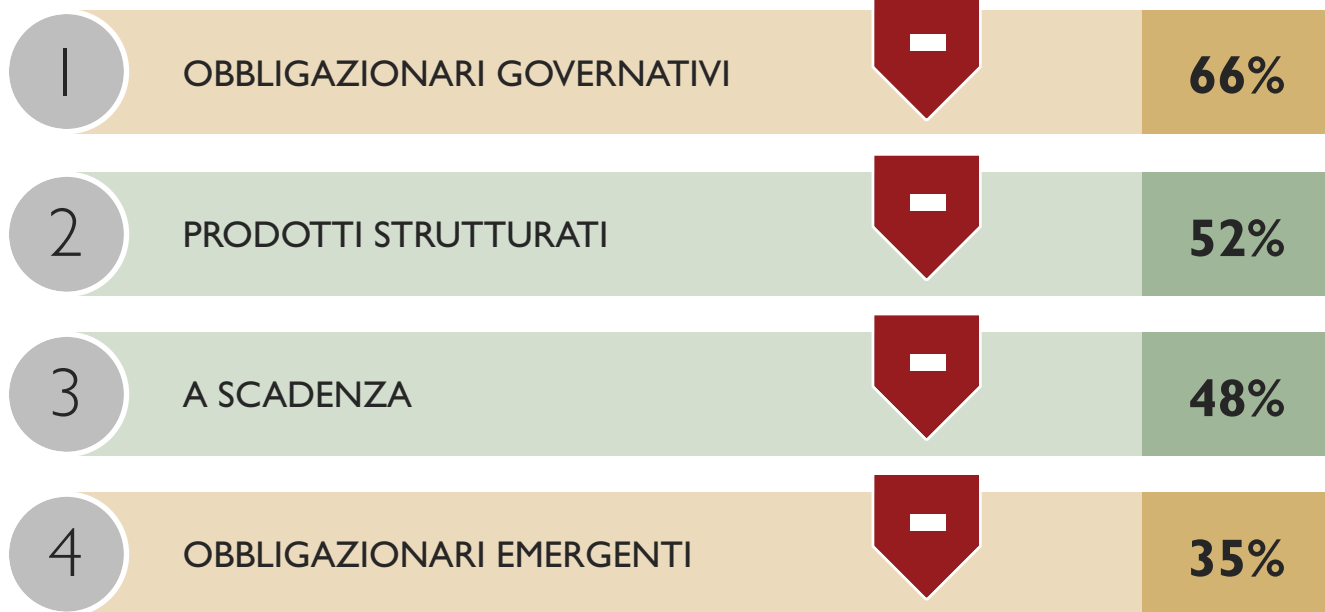 1 OBBLIGAZIONARI GOVERNATIVI - 66%
2 PRODOTTI STRUTTURATI - 52%
3 A SCADENZA - 48%
4 OBBLIGAZIONARI EMERGENTI - 35%